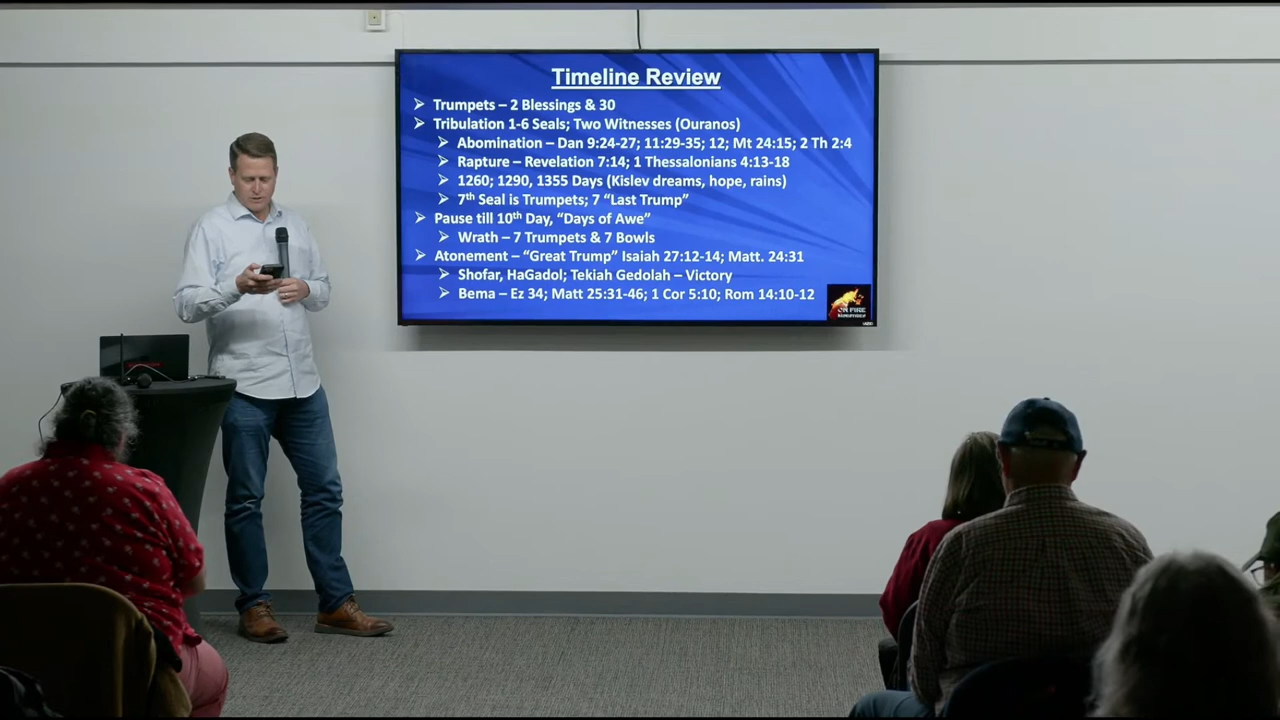 Timeline Review
➢ Trumpets – 2 Blessings & 30
➢ Tribulation 1-6 Seals; Two Witnesses (Ouranos)
➢ Abomination – Dan 9:24-27; 11:29-35; 12; Mt 24:15; 2 Th 2:4
➢ Rapture – Revelation 7:14; 1 Thessalonians 4:13-18
➢ 1260; 1290, 1355 Days (Kislev dreams, hope, rains)
➢ 7th Seal is Trumpets; 7 "Last Trump"
➢ Pause till 10th Day, "Days of Awe"
➢ Wrath – 7 Trumpets & 7 Bowls
➢ Atonement – "Great Trump" Isaiah 27:12-14; Matt. 24:31
➢ Shofar, HaGadol; Tekiah Gedolah – Victory
➢ Bema – Ez 34; Matt 25:31-46; 1 Cor 5:10; Rom 14:10-12
ON FIRE